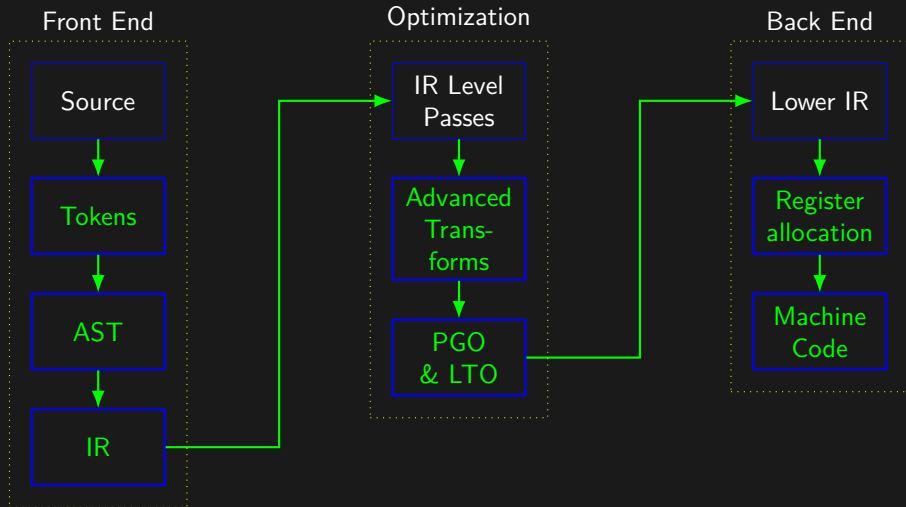 Front End
Source
Tokens
AST
IR
Optimization
IR Level
Passes
Advanced
Trans-
forms
PGO
& LTO
Back End
Lower IR
Register
allocation
Machine
Code